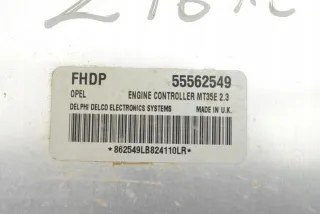 FHDP 55562549
OPEL ENGINE CONTROLLER MT35E 2.3
DELPHI DELCO ELECTRONICS SYSTEMS MADE IN U.K.
*862549LB824110LR*